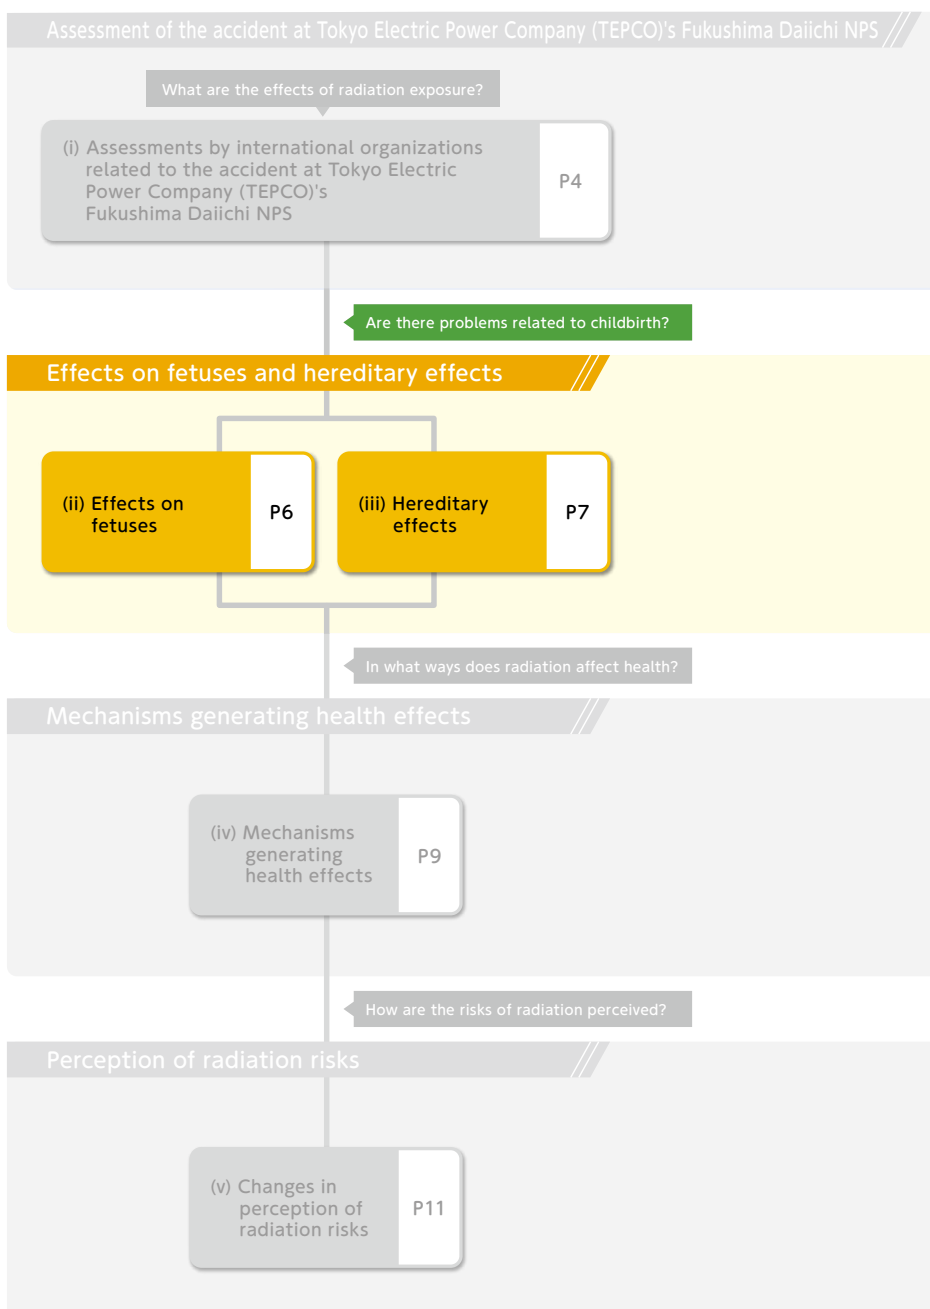 Assessment of the accident at Tokyo Electric Power Company (TEPCO)'s Fukushima Daiichi NPS
What are the effects of radiation exposure?
(i) Assessments by international organizations
related to the accident at Tokyo Electric
Power Company (TEPCO)'s
Fukushima Daiichi NPS
P4
Are there problems related to childbirth?
Effects on fetuses and hereditary effects
(ii) Effects on
fetuses
P6
(iii) Hereditary
effects
P7
In what ways does radiation affect health?
Mechanisms generating health effects
(iv) Mechanisms
generating
health effects
P9
How are the risks of radiation perceived?
Perception of radiation risks
(v) Changes in
perception of
radiation risks
P11